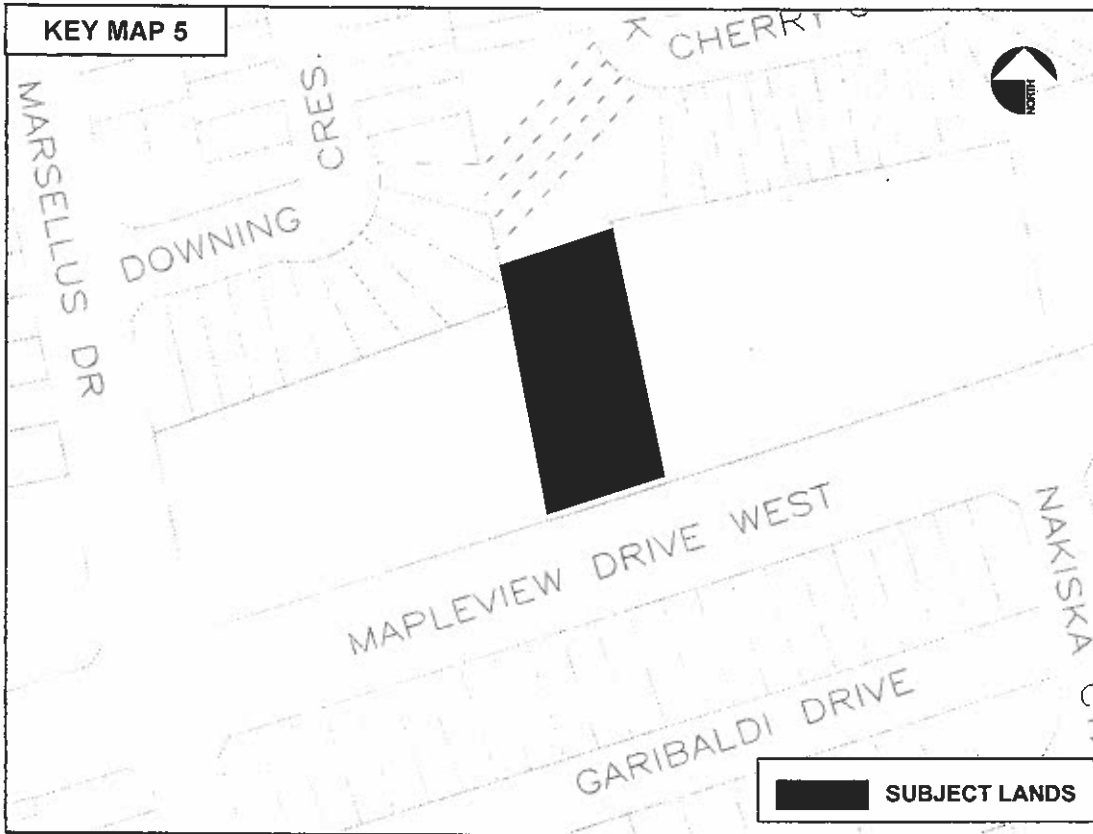 KEY MAP 5
CHERRY
NORTH
MARSELLUS DR
CRES.
DOWNING
MAPLEVIEW DRIVE WEST
NAKISKA
GARIBALDI DRIVE
SUBJECT LANDS